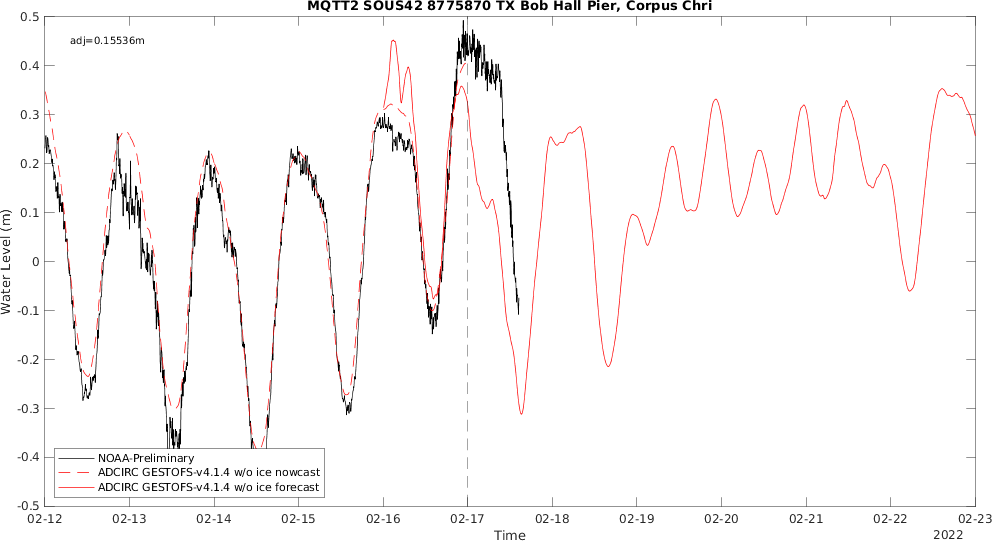 MQTT2 SOUS42 8775870 TX Bob Hall Pier, Corpus Chri
adj=0.15536m
0.5
0.4
0.3
0.2
0.1
0
-0.1
-0.2
-0.3
-0.4
-0.5
Water Level (m)
NOAA-Preliminary
ADCIRC GESTOFS-v4.1.4 w/o ice nowcast
ADCIRC GESTOFS-v4.1.4 w/o ice forecast
02-12 02-13 02-14 02-15 02-16 02-17 02-18 02-19 02-20 02-21 02-22 02-23
Time
2022